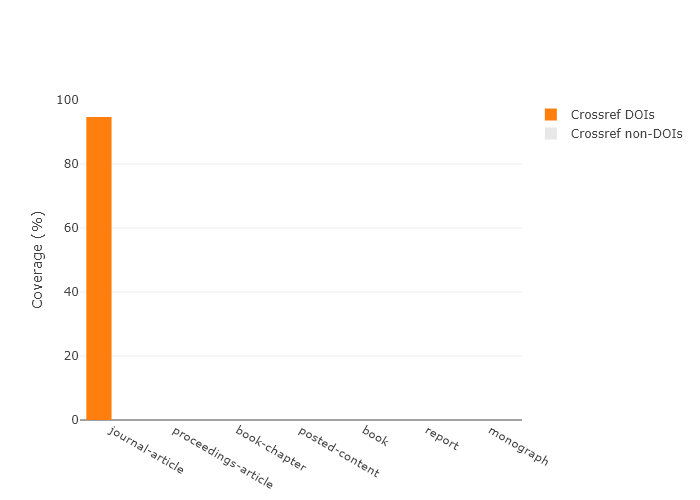 100
80
60
40
20
0
Coverage (%)
journal-article
proceedings-article
book-chapter
posted-content
book
report
monograph
Crossref DOIs
Crossref non-DOIs